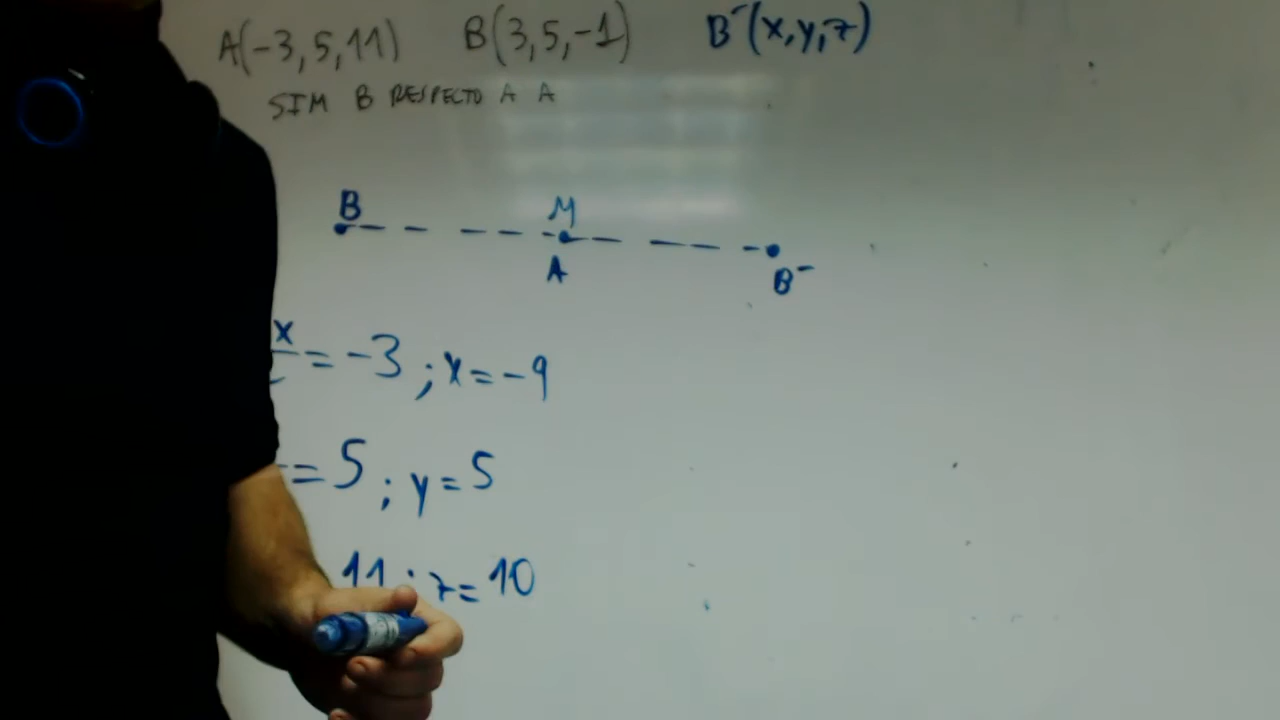 A(-3,5,11) B(3,5,-1) B-(x,y,z)
SIM B RESPECTO A A
B M
A B-
x = -3 ; x = -9
= 5 ; y = 5
11 ; z = 10